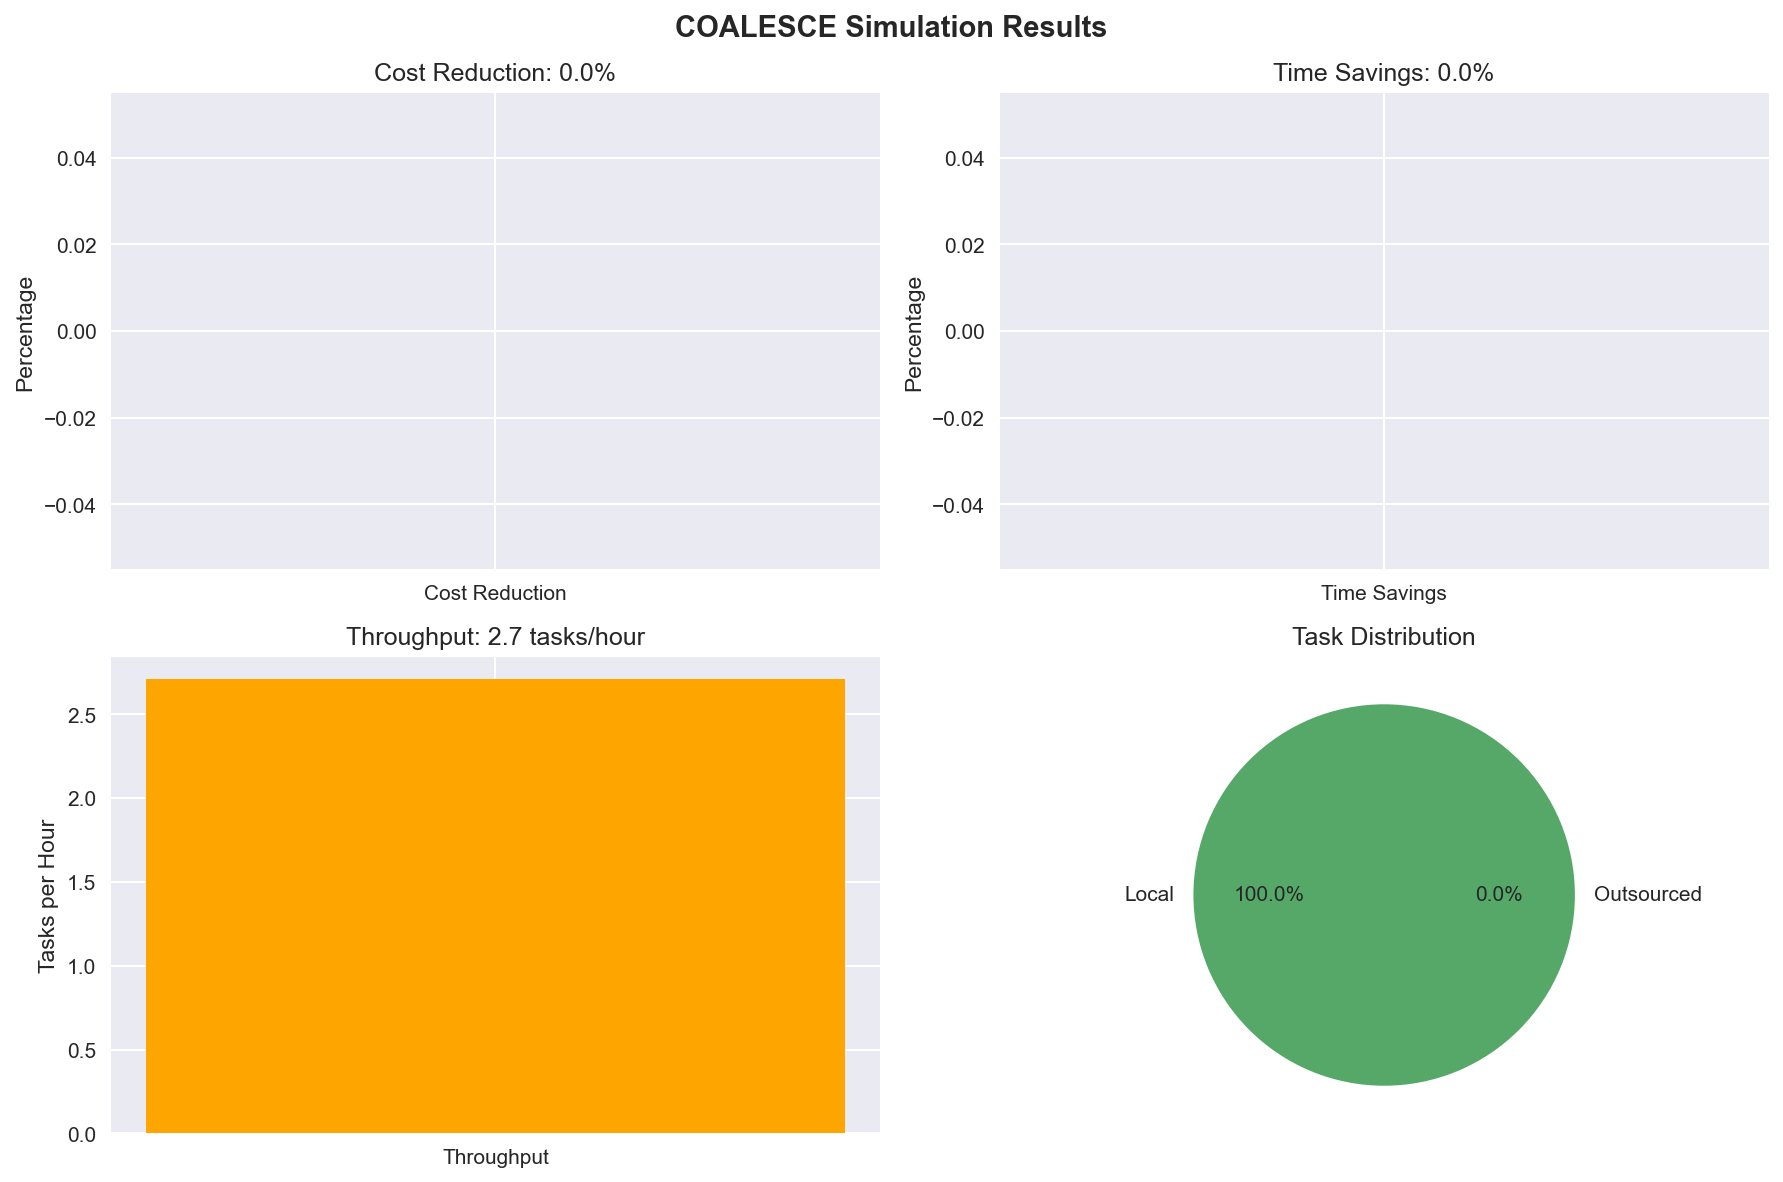 COALESCE Simulation Results
Cost Reduction: 0.0%
Percentage
0.04
0.02
0.00
−0.02
−0.04
Cost Reduction
Time Savings: 0.0%
Percentage
0.04
0.02
0.00
−0.02
−0.04
Time Savings
Throughput: 2.7 tasks/hour
Tasks per Hour
2.5
2.0
1.5
1.0
0.5
0.0
Throughput
Task Distribution
Local
100.0%
0.0%
Outsourced